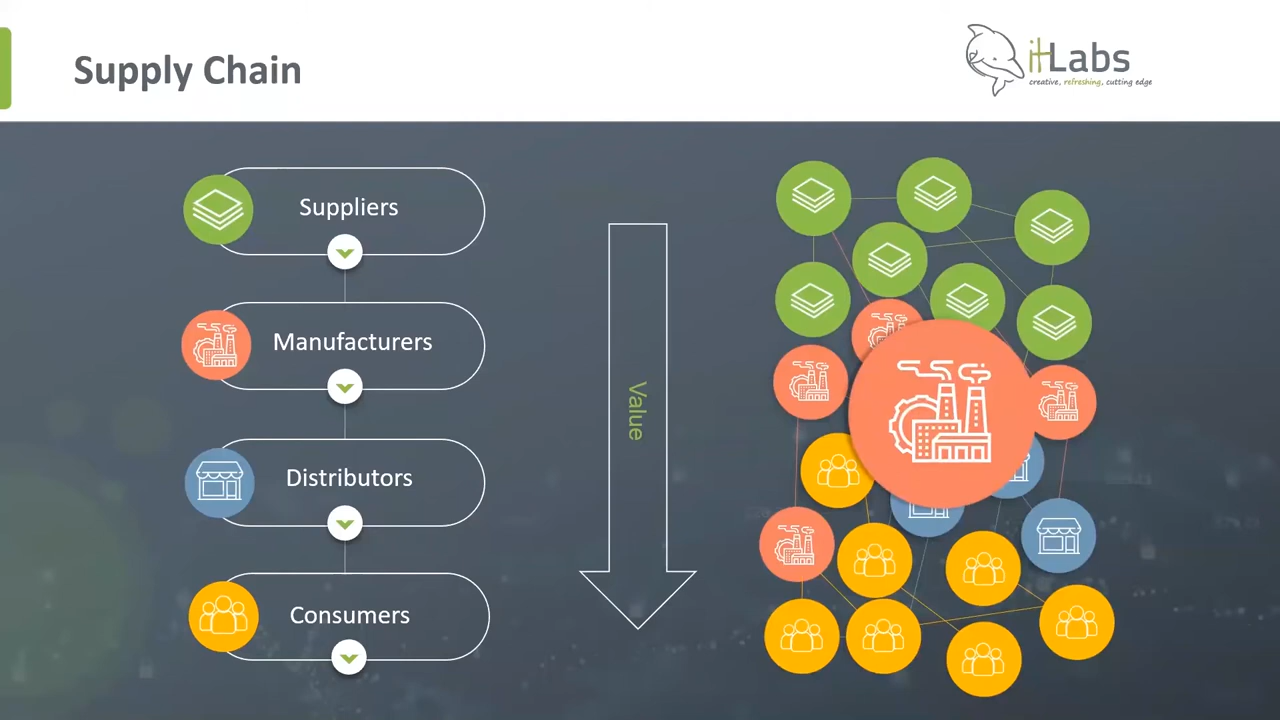 Supply Chain
itLabs
creative, refreshing, cutting edge
Suppliers
Manufacturers
Distributors
Consumers
Value